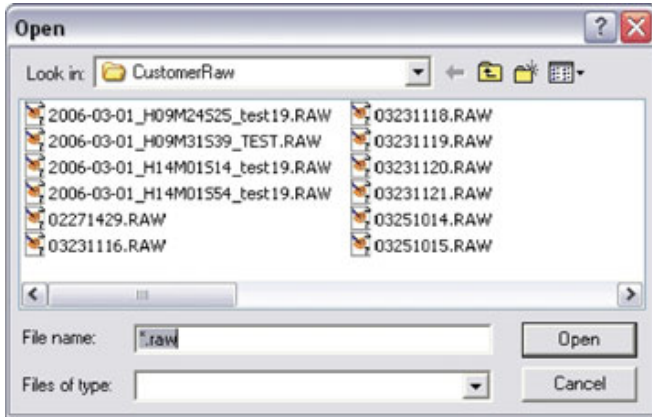 Open
Look in: CustomerRaw
2006-03-01_H09M24S25_test19.RAW
2006-03-01_H09M31S39_TEST.RAW
2006-03-01_H14M01S14_test19.RAW
2006-03-01_H14M01S54_test19.RAW
02271429.RAW
03231116.RAW
03231118.RAW
03231119.RAW
03231120.RAW
03231121.RAW
03251014.RAW
03251015.RAW
File name: *.raw Open
Files of type: Cancel